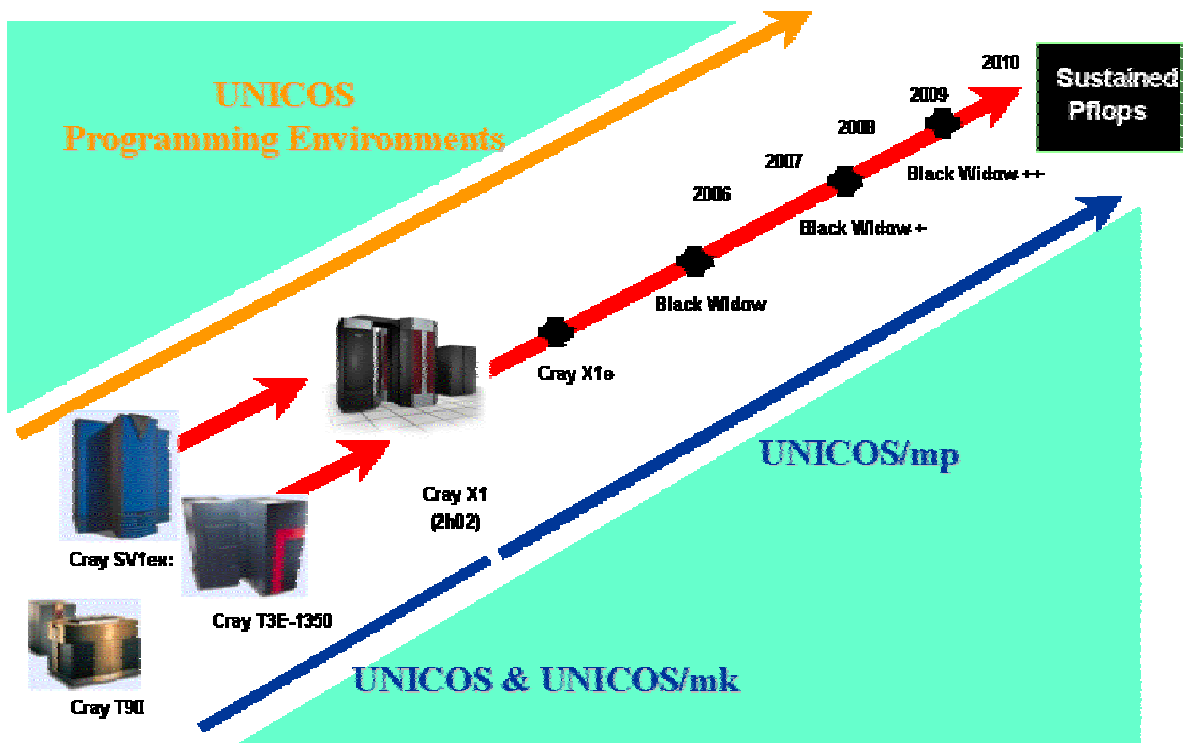 UNICOS
Programming Environments
2010
Sustained
Pflops
2009
2008
2007
Black Widow ++
2006
Black Widow +
Black Widow
Cray X1e
UNICOS/mp
Cray X1
(2h02)
Cray SV1ex:
Cray T3E-1350
UNICOS & UNICOS/mk
Cray T90